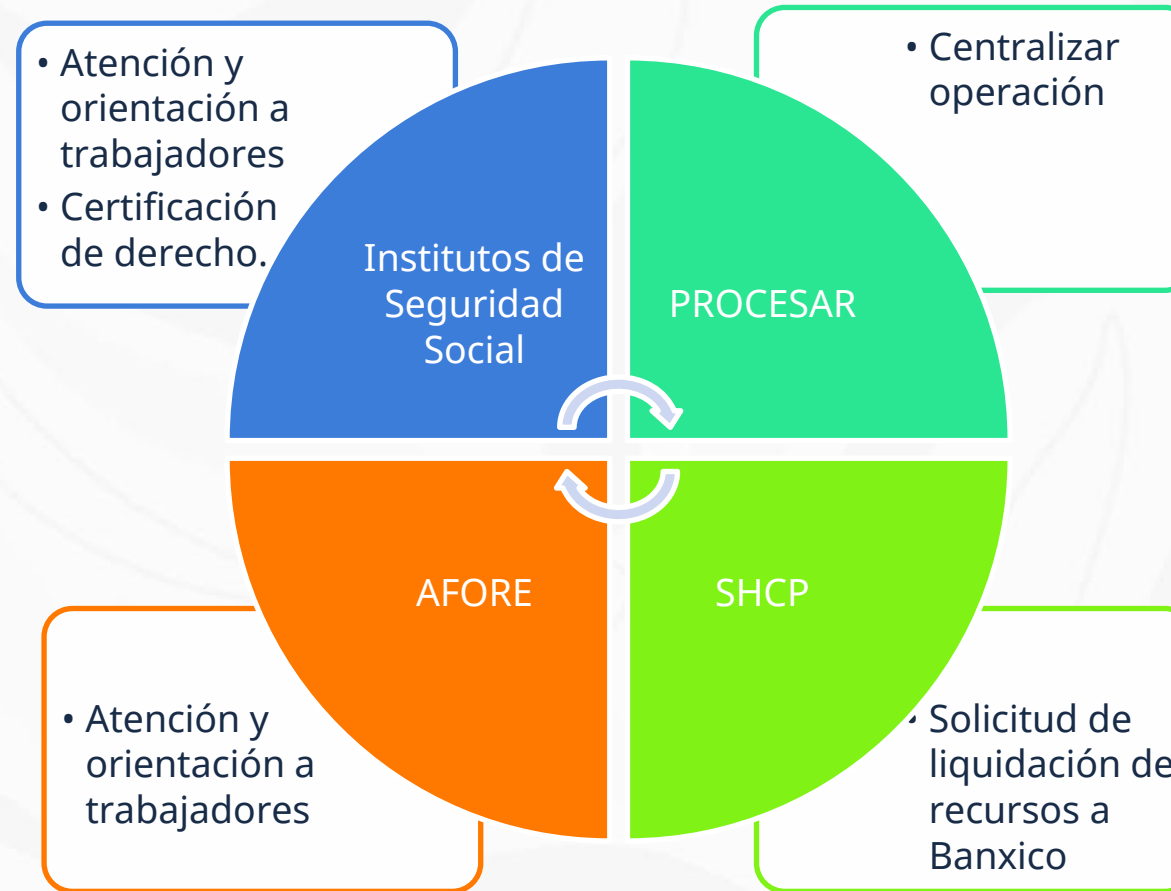 • Atención y
orientación a
trabajadores
• Certificación
de derecho.
• Centralizar
operación
Institutos de
Seguridad
Social
PROCESAR
AFORE
SHCP
• Atención y
orientación a
trabajadores
• Solicitud de
liquidación de
recursos a
Banxico